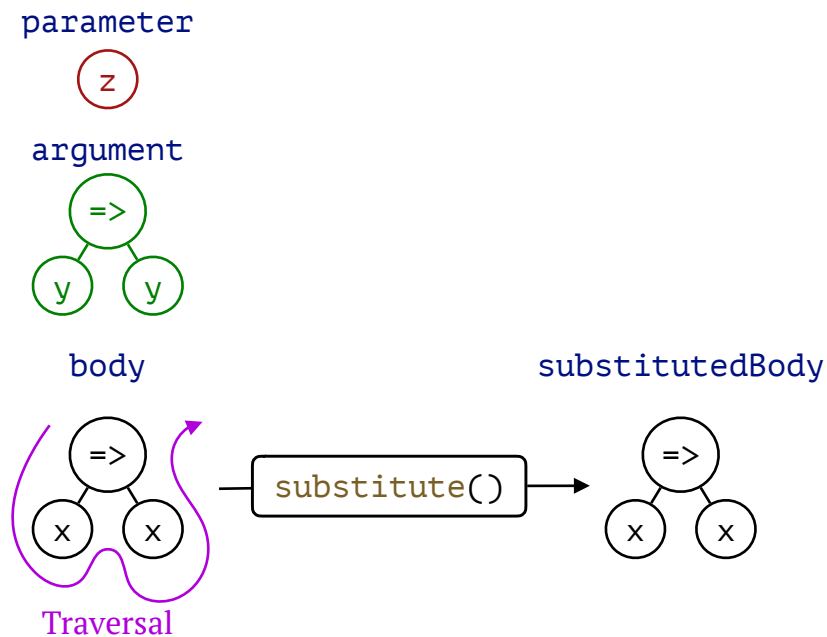 parameter
z
argument
=>
y y
body
substitutedBody
=>
x x
substitute()
=>
x x
Traversal